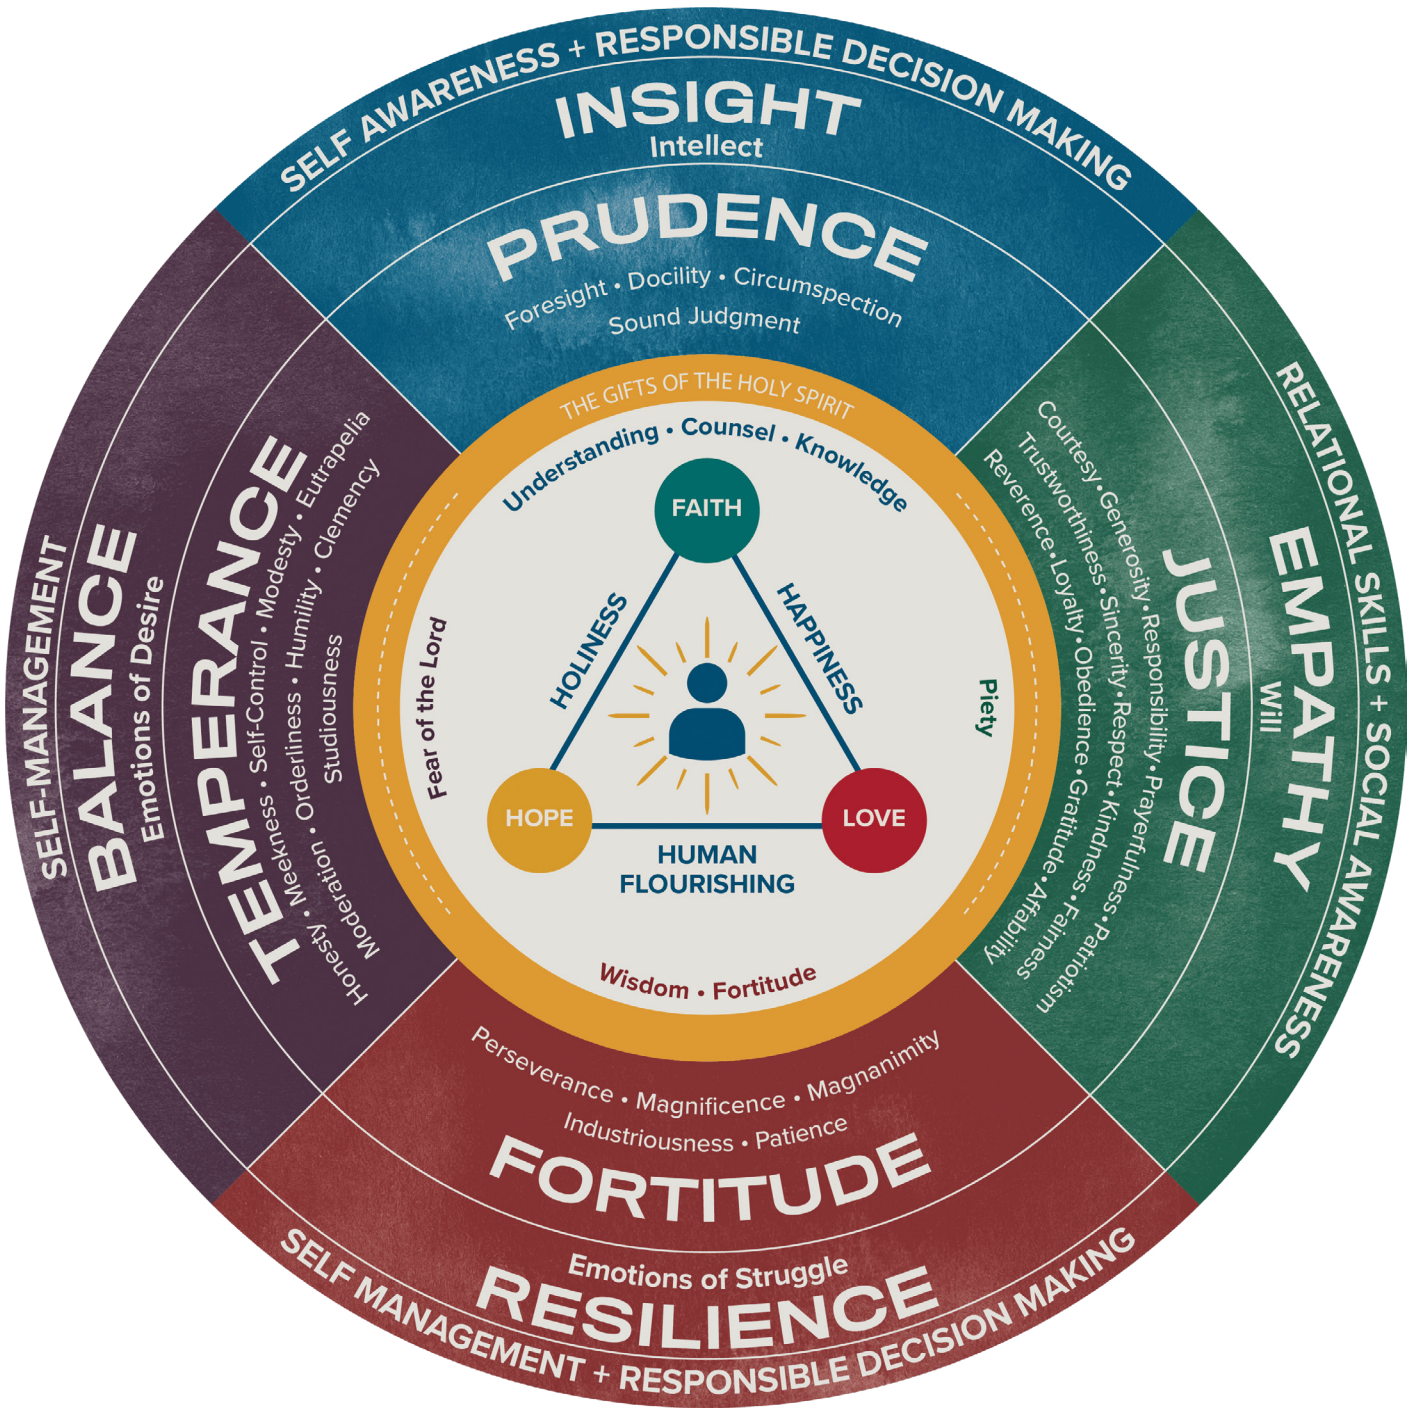 SELF AWARENESS + RESPONSIBLE DECISION MAKING
INSIGHT
Intellect
PRUDENCE
Foresight • Docility • Circumspection
Sound Judgment
RELATIONAL SKILLS + SOCIAL AWARENESS
EMPATHY
Will
JUSTICE
Courtesy • Generosity • Responsibility • Prayerfulness • Patriotism
Trustworthiness • Sincerity • Respect • Kindness • Fairness
Reverence • Loyalty • Obedience • Gratitude • Affability
Perseverance • Magnificence • Magnanimity
Industriousness • Patience
FORTITUDE
Emotions of Struggle
RESILIENCE
SELF MANAGEMENT + RESPONSIBLE DECISION MAKING
SELF-MANAGEMENT
BALANCE
Emotions of Desire
TEMPERANCE
Honesty • Meekness • Self-Control • Modesty • Eutrapelia
Moderation • Orderliness • Humility • Clemency
Studiousness
THE GIFTS OF THE HOLY SPIRIT
Understanding • Counsel • Knowledge
Piety
Wisdom • Fortitude
Fear of the Lord
FAITH
HOLINESS
HAPPINESS
HOPE
LOVE
HUMAN
FLOURISHING